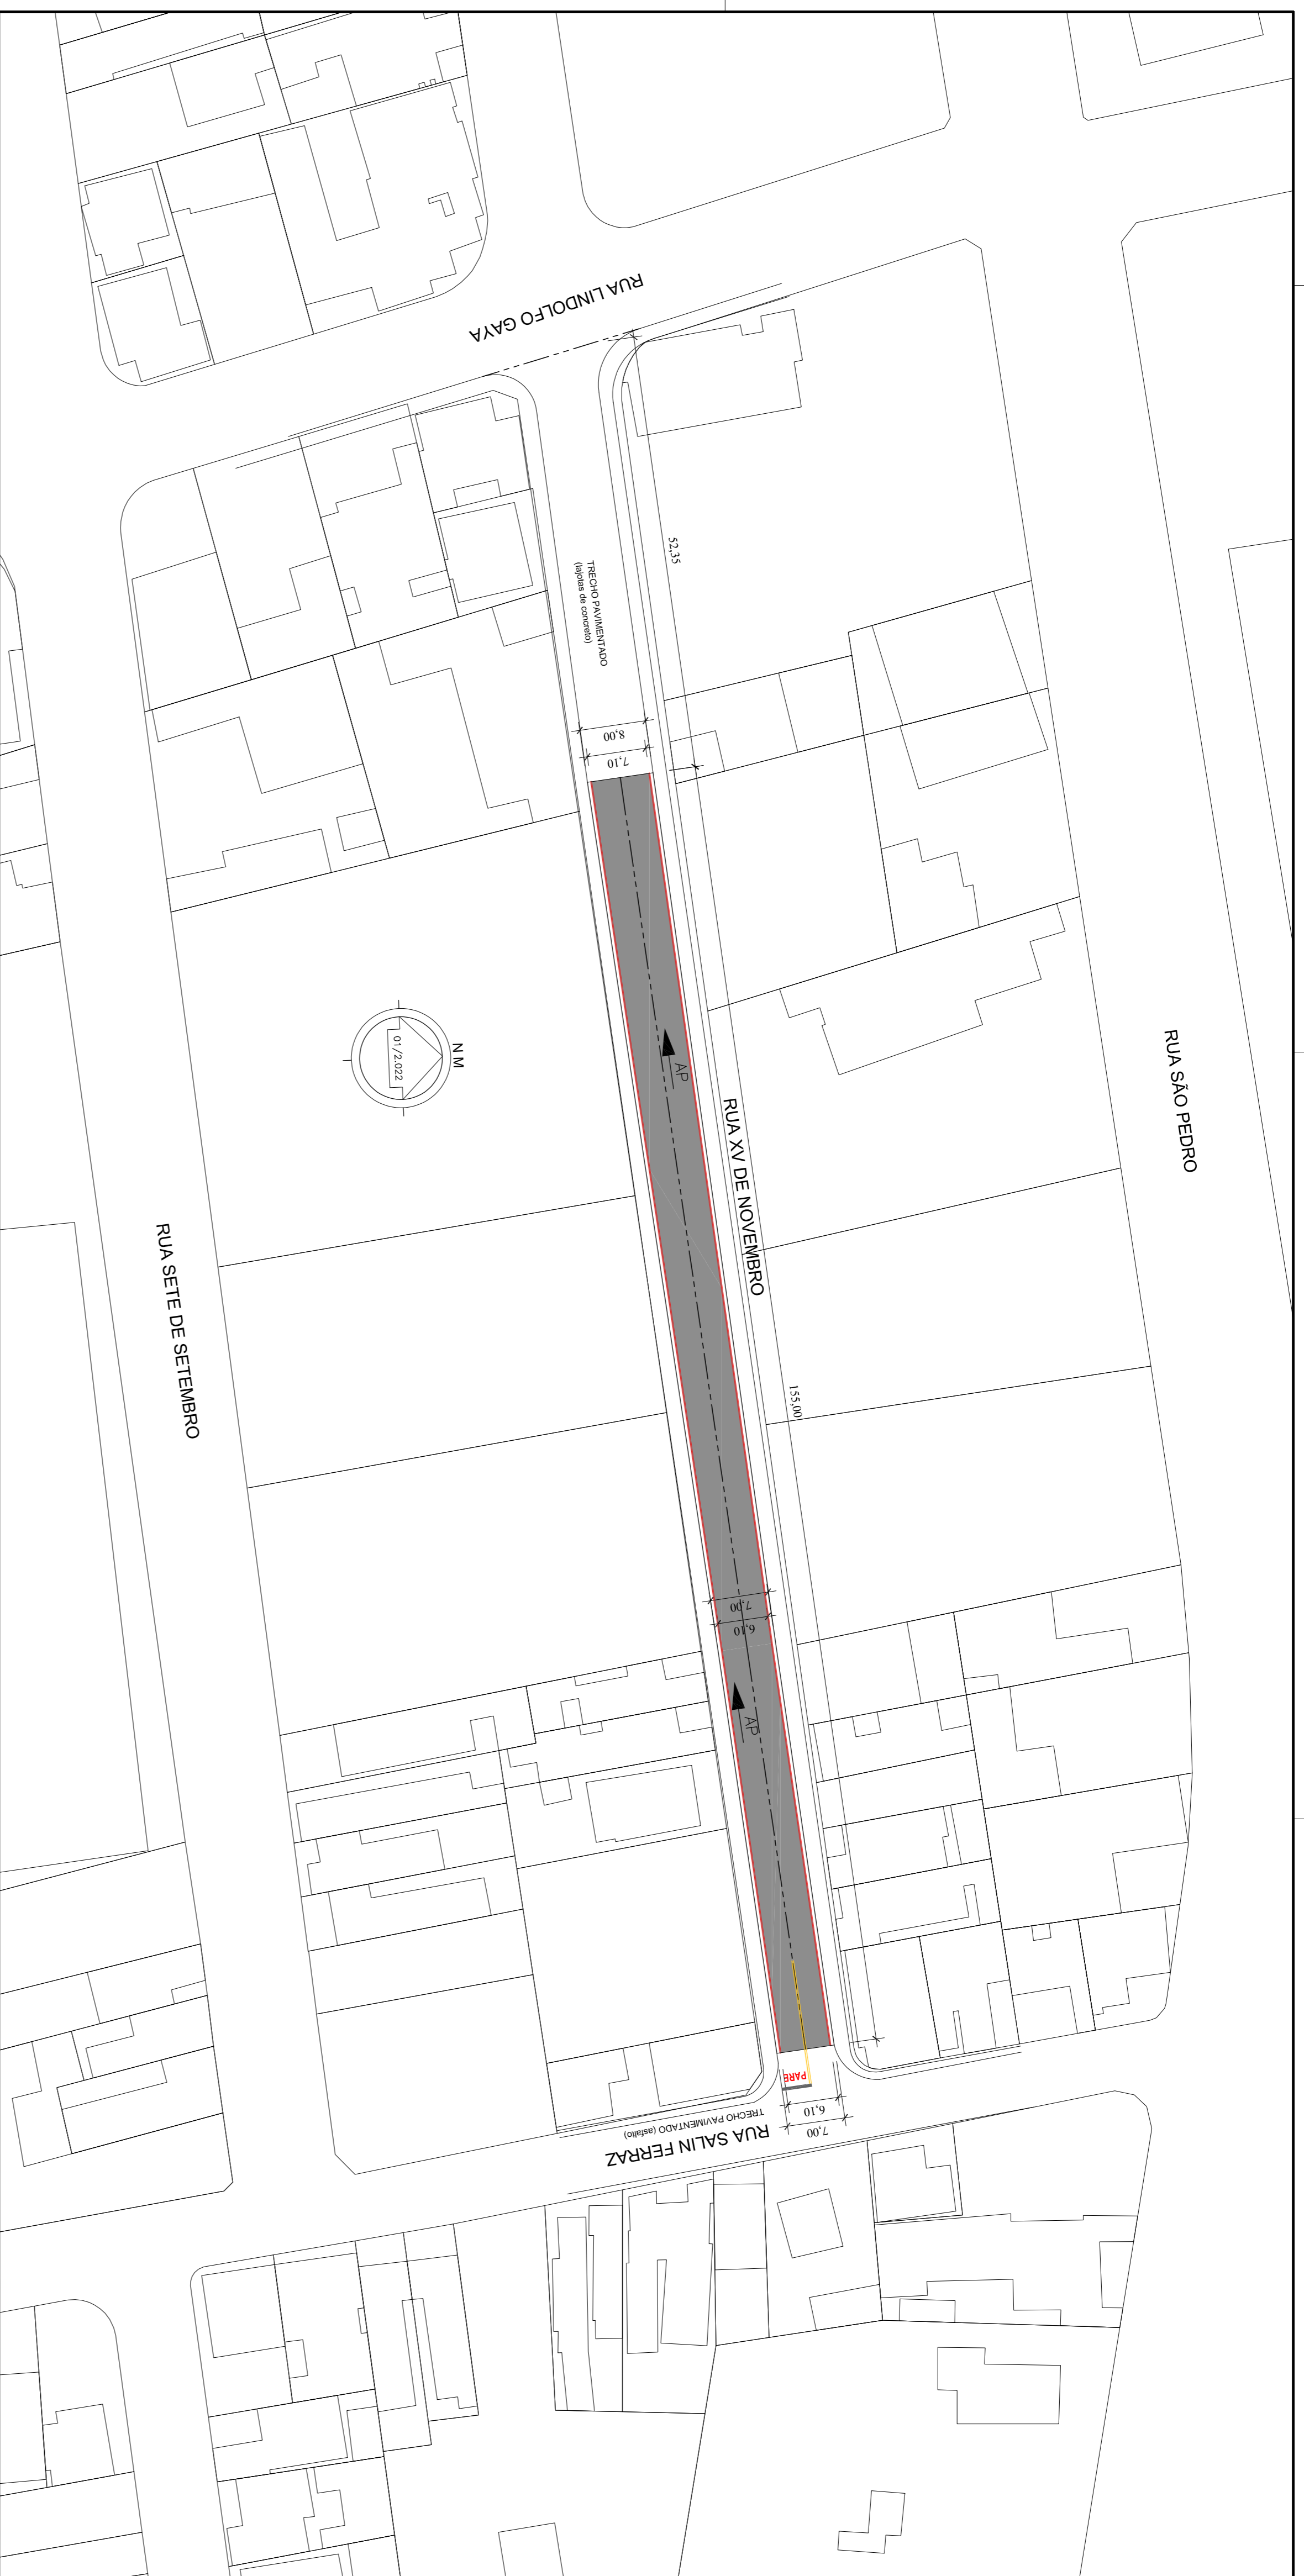 RUA LINDOLFO GAYA
52,35
TRECHO PAVIMENTADO
(lajotas de concreto)
8,00
7,10
N M
01/2.022
AP
RUA XV DE NOVEMBRO
RUA SÃO PEDRO
RUA SETE DE SETEMBRO
155,00
7,00
6,10
AP
PARE
6,10
7,00
TRECHO PAVIMENTADO (asfalto)
RUA SALIN FERRAZ